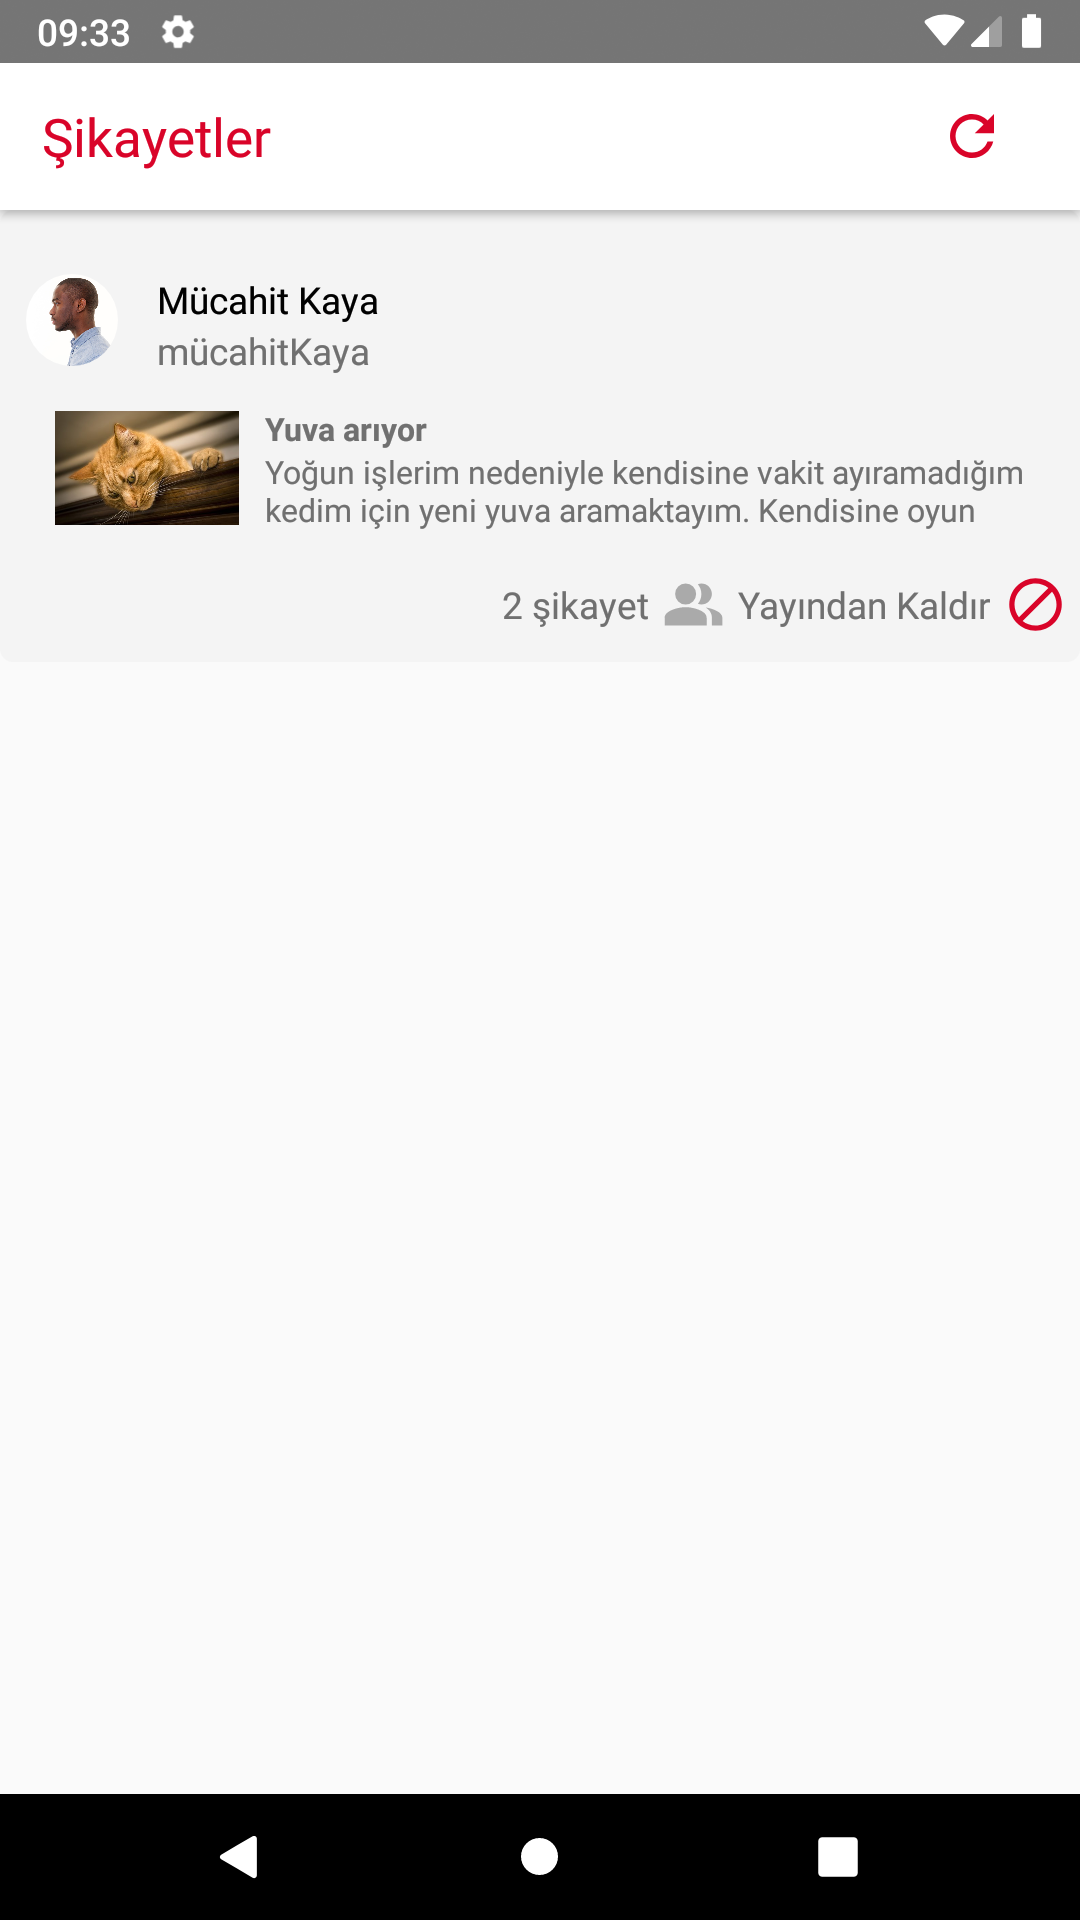 09:33
Şikayetler
Mücahit Kaya
mücahitKaya
Yuva arıyor
Yoğun işlerim nedeniyle kendisine vakit ayıramadığım
kedim için yeni yuva aramaktayım. Kendisine oyun
2 şikayet Yayından Kaldır